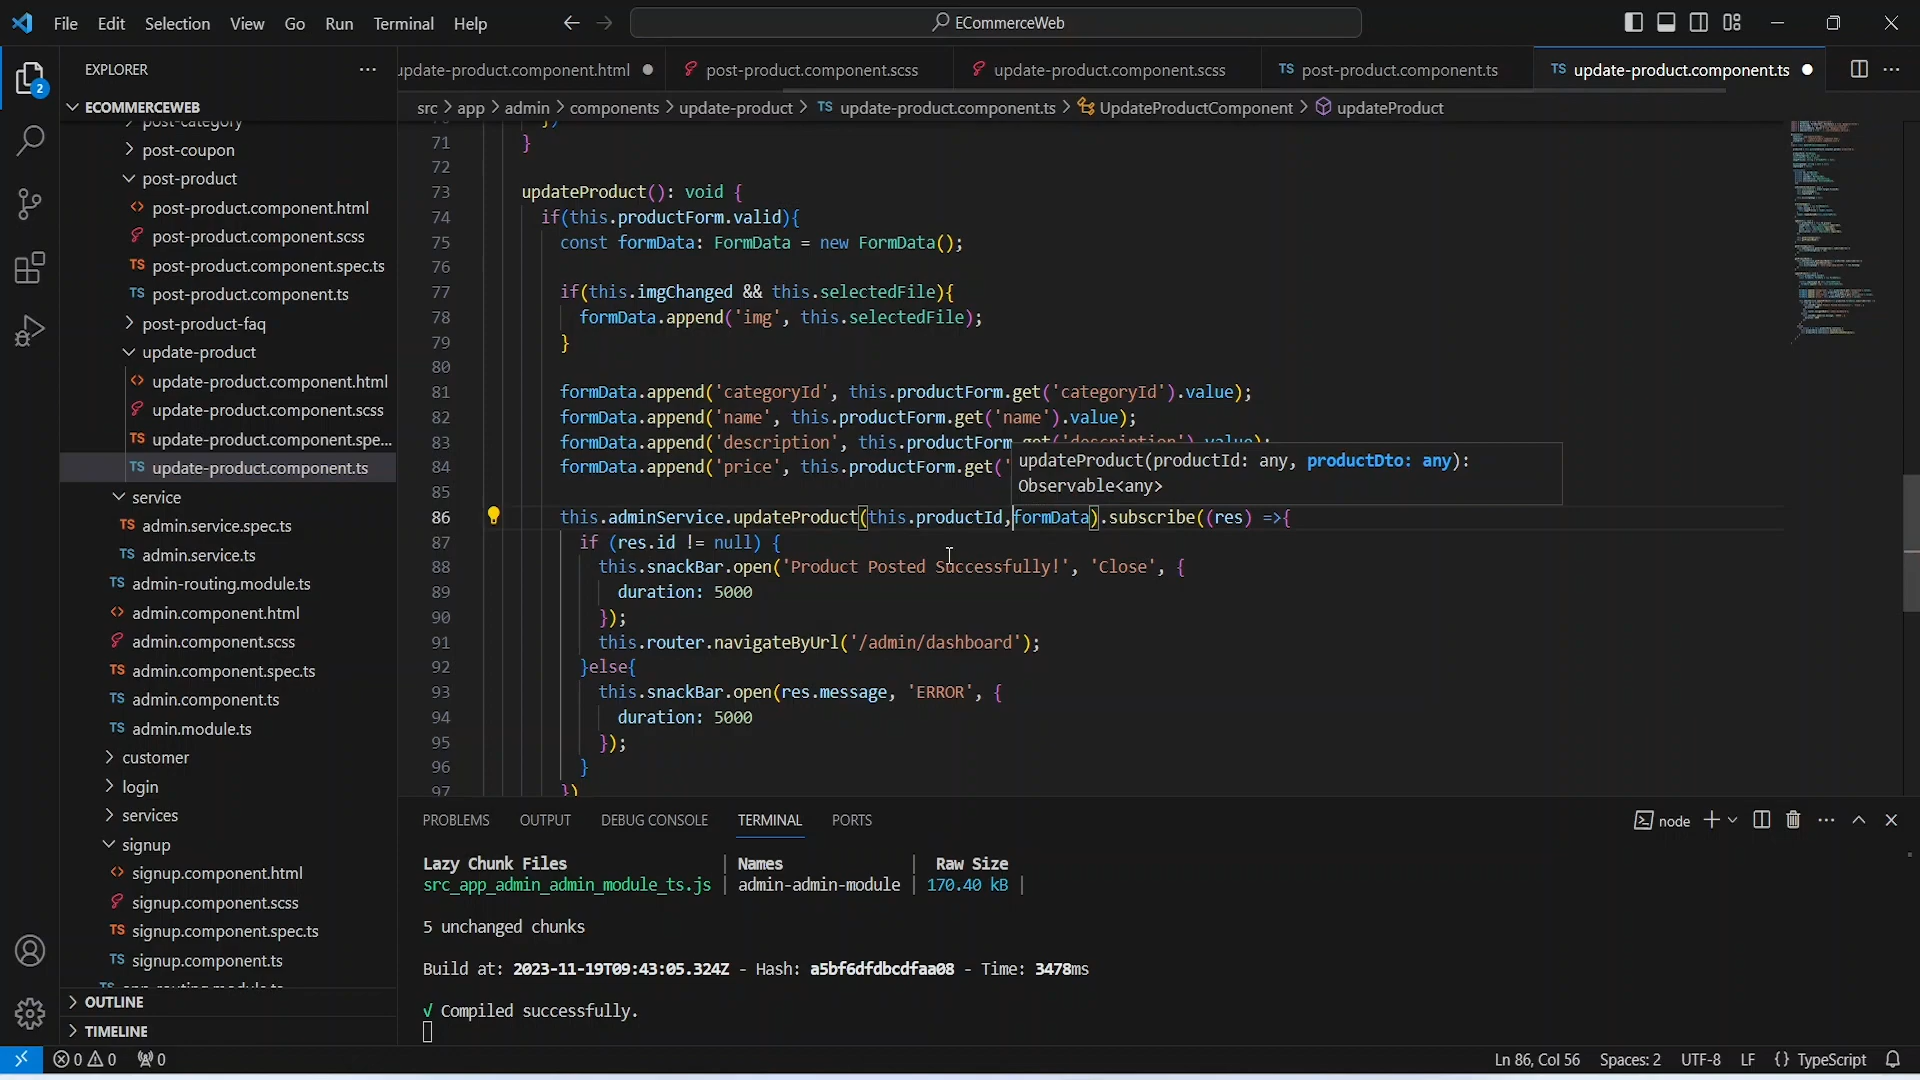 File Edit Selection View Go Run Terminal Help
ECommerceWeb
EXPLORER
update-product.component.html
post-product.component.scss
update-product.component.scss
TS post-product.component.ts
TS update-product.component.ts
src > app > admin > components > update-product > TS update-product.component.ts > UpdateProductComponent > updateProduct
2
ECOMMERCEWEB
post-category
post-coupon
post-product
post-product.component.html
post-product.component.scss
TS post-product.component.spec.ts
TS post-product.component.ts
post-product-faq
update-product
update-product.component.html
update-product.component.scss
TS update-product.component.spe...
TS update-product.component.ts
service
TS admin.service.spec.ts
TS admin.service.ts
TS admin-routing.module.ts
admin.component.html
admin.component.scss
TS admin.component.spec.ts
TS admin.component.ts
TS admin.module.ts
customer
login
services
signup
signup.component.html
signup.component.scss
TS signup.component.spec.ts
TS signup.component.ts
TS app-routing.module.ts
OUTLINE
TIMELINE
71 }
72
73 updateProduct(): void {
74 if(this.productForm.valid){
75 const formData: FormData = new FormData();
76
77 if(this.imgChanged && this.selectedFile){
78 formData.append('img', this.selectedFile);
79 }
80
81 formData.append('categoryId', this.productForm.get('categoryId').value);
82 formData.append('name', this.productForm.get('name').value);
83 formData.append('description', this.productForm.get('description').value);
84 formData.append('price', this.productForm.get('
updateProduct(productId: any, productDto: any):
Observable<any>
85
86 this.adminService.updateProduct(this.productId,formData).subscribe((res) =>{
87 if (res.id != null) {
88 this.snackBar.open('Product Posted Successfully!', 'Close', {
89 duration: 5000
90 });
91 this.router.navigateByUrl('/admin/dashboard');
92 }else{
93 this.snackBar.open(res.message, 'ERROR', {
94 duration: 5000
95 });
96 }
97 })
PROBLEMS OUTPUT DEBUG CONSOLE TERMINAL PORTS
node
Lazy Chunk Files | Names | Raw Size
src_app_admin_admin_module_ts.js | admin-admin-module | 170.40 kB |
5 unchanged chunks
Build at: 2023-11-19T09:43:05.324Z - Hash: a5bf6dfdbcdfaa08 - Time: 3478ms
√ Compiled successfully.
0 0 0
Ln 86, Col 56 Spaces: 2 UTF-8 LF {} TypeScript